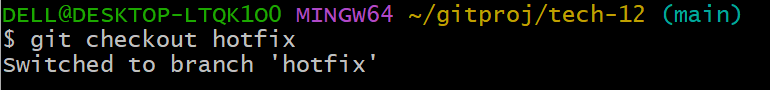 DELL@DESKTOP-LTQK1O0 MINGW64 ~/gitproj/tech-12 (main)
$ git checkout hotfix
Switched to branch 'hotfix'